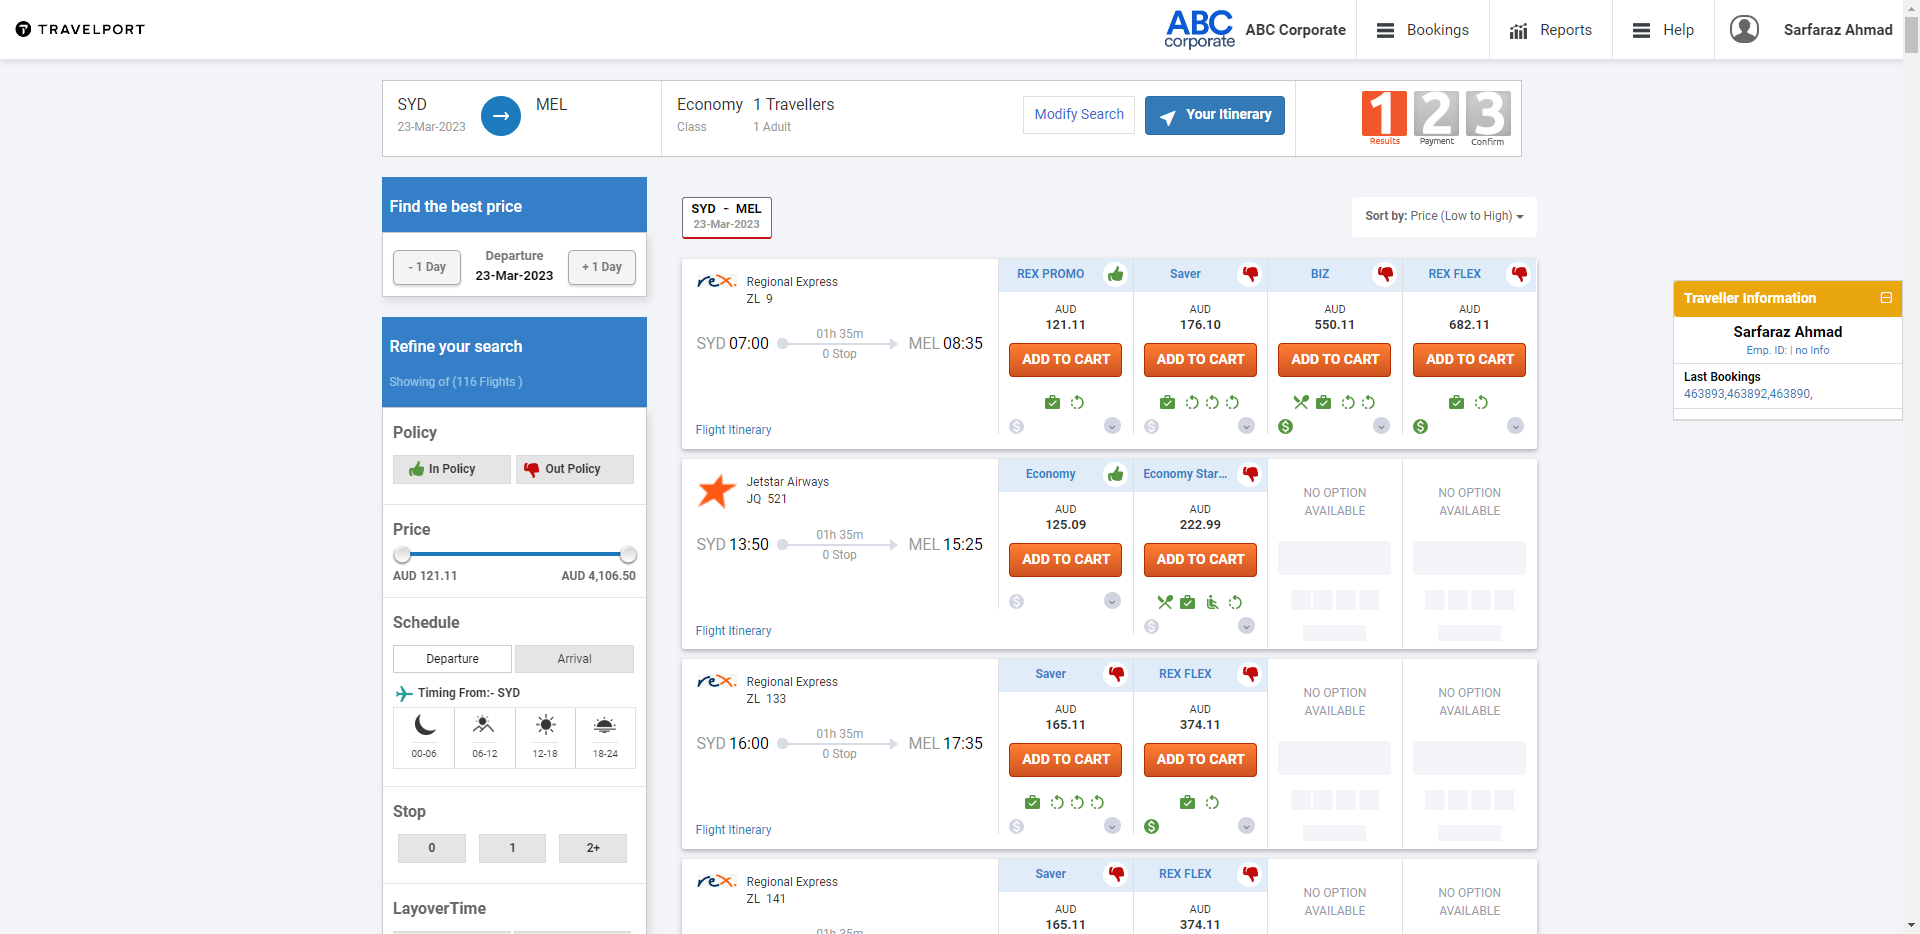 TRAVELPORT
ABC
corporate
ABC Corporate
Bookings
Reports
Help
Sarfaraz Ahmad
SYD
23-Mar-2023
MEL
Economy
Class
1 Travellers
1 Adult
Modify Search
Your Itinerary
1
Results
2
Payment
3
Confirm
Find the best price
- 1 Day
Departure
23-Mar-2023
+ 1 Day
Refine your search
Showing of (116 Flights )
Policy
In Policy
Out Policy
Price
AUD 121.11
AUD 4,106.50
Schedule
Departure
Arrival
Timing From:- SYD
00-06
06-12
12-18
18-24
Stop
0
1
2+
LayoverTime
SYD - MEL
23-Mar-2023
Sort by: Price (Low to High)
rex.
Regional Express
ZL 9
SYD 07:00
01h 35m
0 Stop
MEL 08:35
Flight Itinerary
REX PROMO
AUD
121.11
ADD TO CART
Saver
AUD
176.10
ADD TO CART
BIZ
AUD
550.11
ADD TO CART
REX FLEX
AUD
682.11
ADD TO CART
Jetstar Airways
JQ 521
SYD 13:50
01h 35m
0 Stop
MEL 15:25
Flight Itinerary
Economy
AUD
125.09
ADD TO CART
Economy Star...
AUD
222.99
ADD TO CART
NO OPTION
AVAILABLE
NO OPTION
AVAILABLE
rex.
Regional Express
ZL 133
SYD 16:00
01h 35m
0 Stop
MEL 17:35
Flight Itinerary
Saver
AUD
165.11
ADD TO CART
REX FLEX
AUD
374.11
ADD TO CART
NO OPTION
AVAILABLE
NO OPTION
AVAILABLE
rex.
Regional Express
ZL 141
01h 35m
Saver
AUD
165.11
REX FLEX
AUD
374.11
NO OPTION
AVAILABLE
NO OPTION
AVAILABLE
Traveller Information
Sarfaraz Ahmad
Emp. ID: | no Info
Last Bookings
463893,463892,463890,